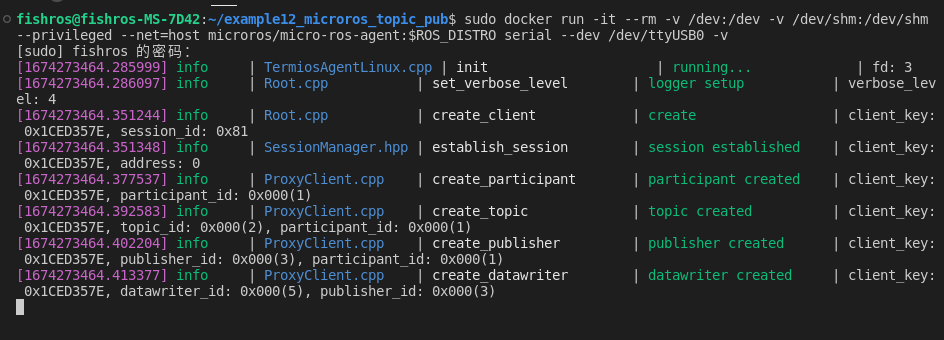 fishros@fishros-MS-7D42:~/example12_microros_topic_pub$ sudo docker run -it --rm -v /dev:/dev -v /dev/shm:/dev/shm
--privileged --net=host microros/micro-ros-agent:$ROS_DISTRO serial --dev /dev/ttyUSB0 -v
[sudo] fishros 的密码：
[1674273464.285999] info | TermiosAgentLinux.cpp | init | running... | fd: 3
[1674273464.286097] info | Root.cpp | set_verbose_level | logger setup | verbose_lev
el: 4
[1674273464.351244] info | Root.cpp | create_client | create | client_key:
0x1CED357E, session_id: 0x81
[1674273464.351348] info | SessionManager.hpp | establish_session | session established | client_key:
0x1CED357E, address: 0
[1674273464.377537] info | ProxyClient.cpp | create_participant | participant created | client_key:
0x1CED357E, participant_id: 0x000(1)
[1674273464.392583] info | ProxyClient.cpp | create_topic | topic created | client_key:
0x1CED357E, topic_id: 0x000(2), participant_id: 0x000(1)
[1674273464.402204] info | ProxyClient.cpp | create_publisher | publisher created | client_key:
0x1CED357E, publisher_id: 0x000(3), participant_id: 0x000(1)
[1674273464.413377] info | ProxyClient.cpp | create_datawriter | datawriter created | client_key:
0x1CED357E, datawriter_id: 0x000(5), publisher_id: 0x000(3)